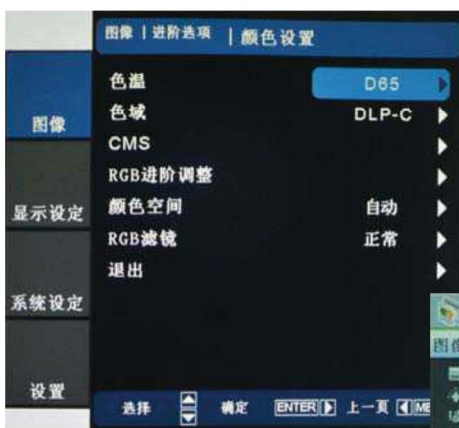 图像 | 进阶选项 | 颜色设置
图像
显示设定
系统设定
设置
色温 D65
色域 DLP-C
CMS
RGB进阶调整
颜色空间 自动
RGB滤镜 正常
退出
选择 确定 ENTER 上一页
图像